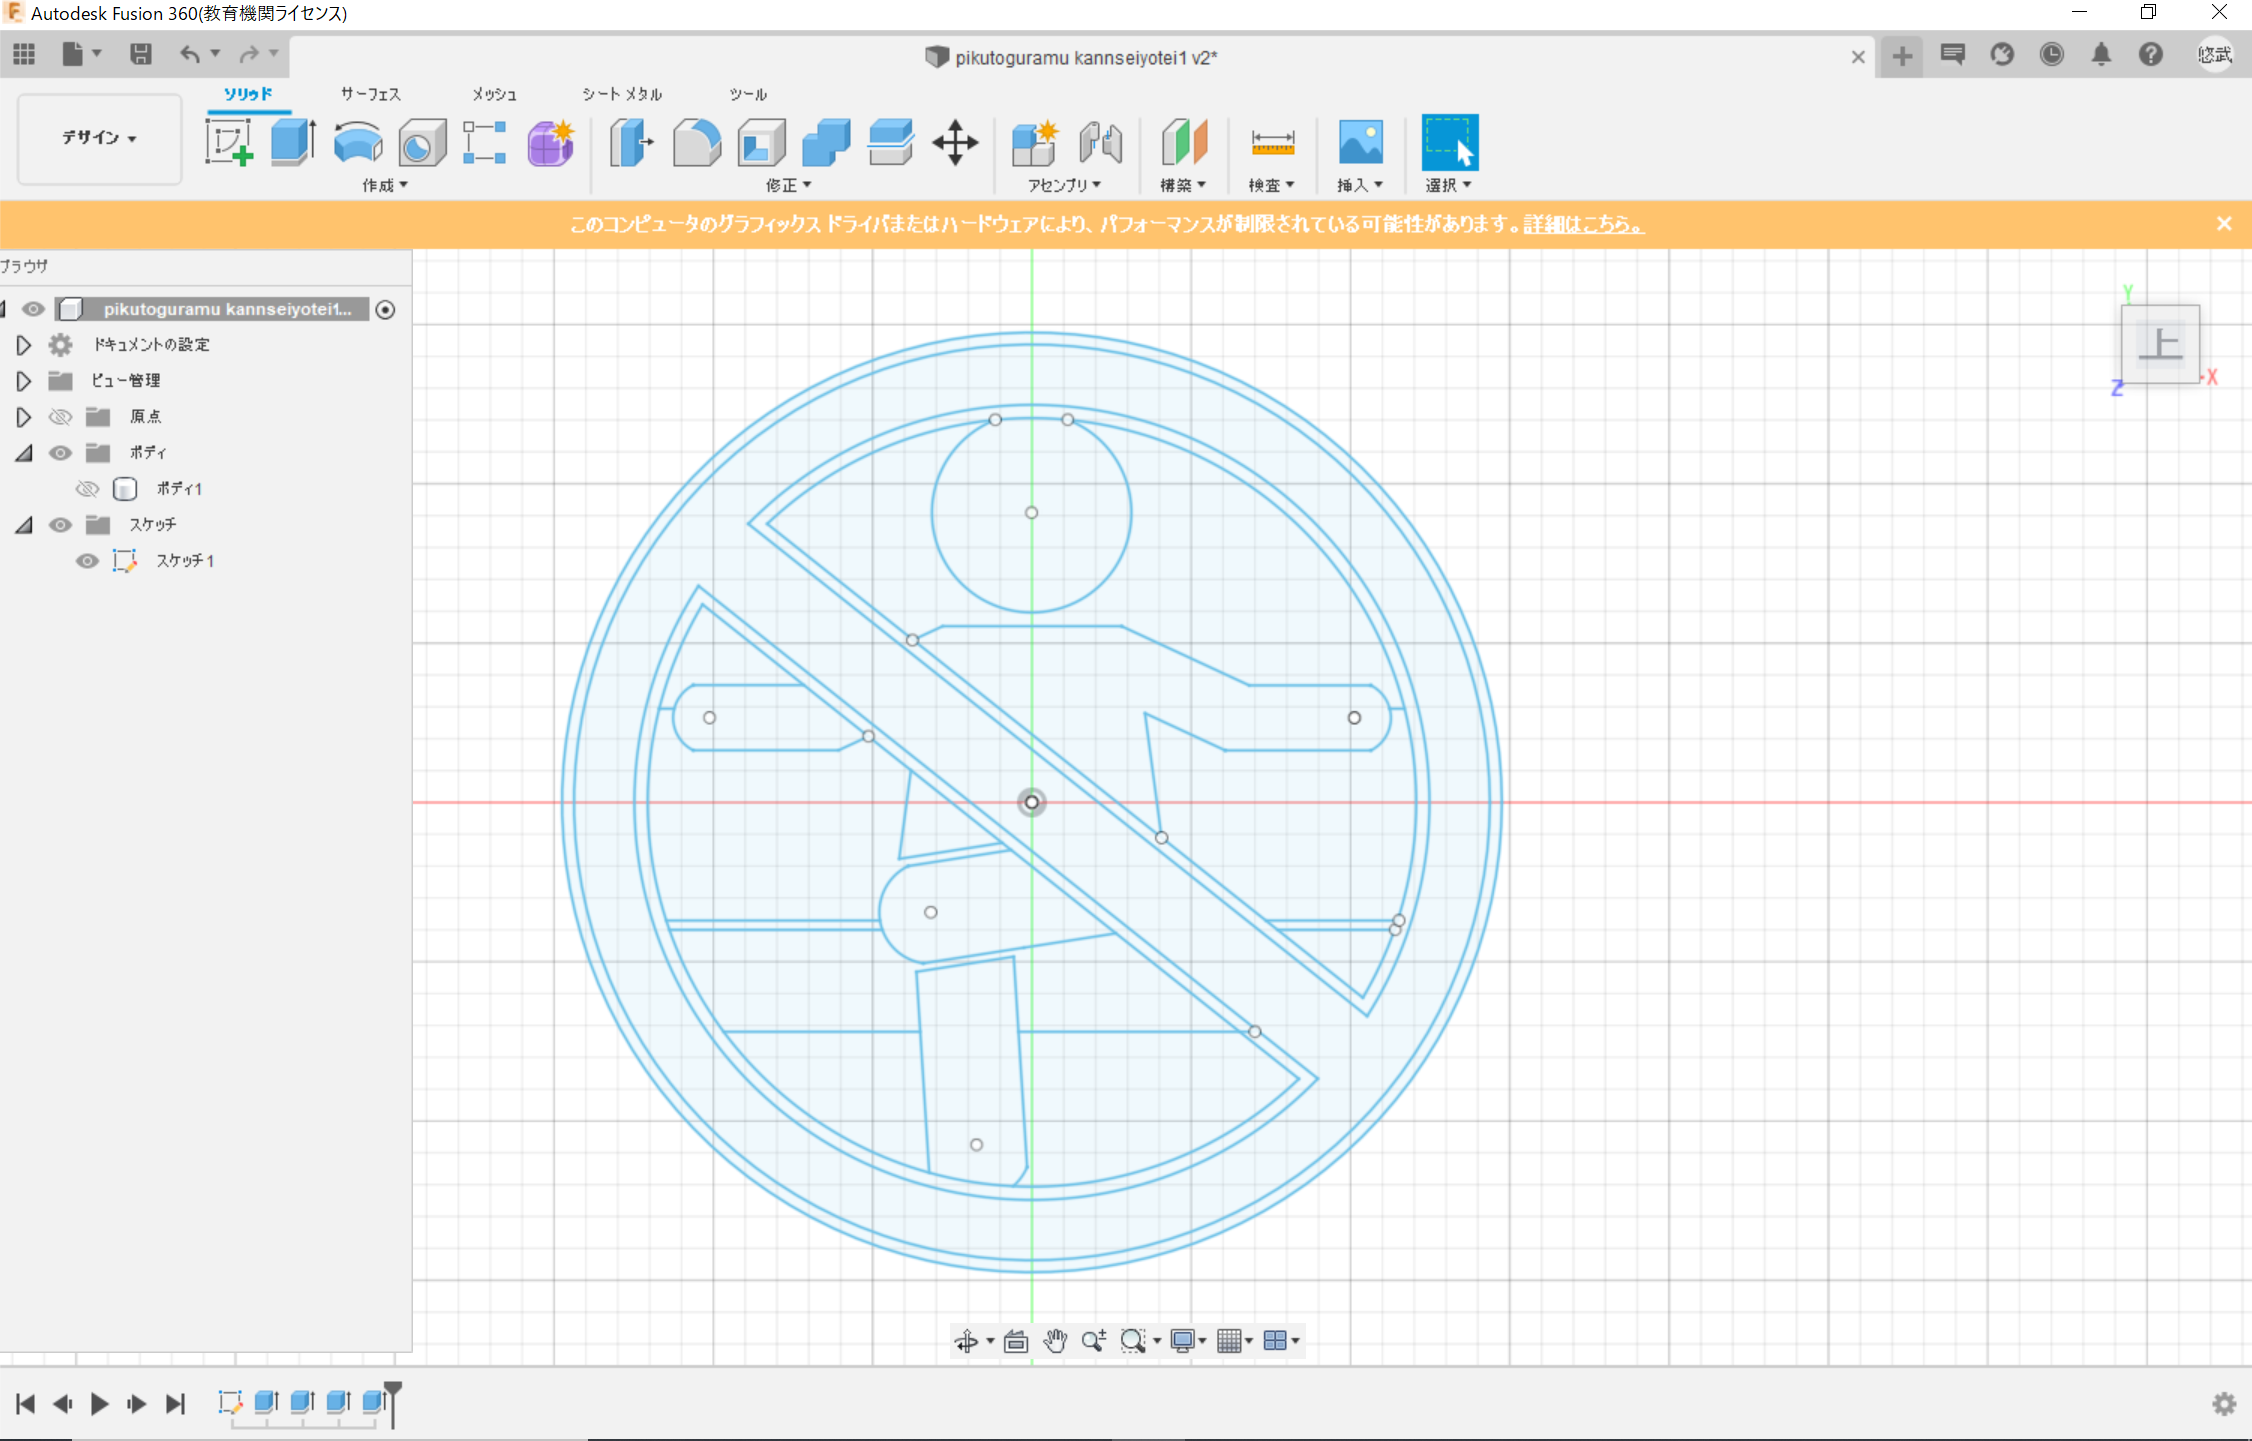 Autodesk Fusion 360(教育機関ライセンス)
pikutoguramu kannseiyotei1 v2*
悠武
デザイン
ソリッド サーフェス メッシュ シート メタル ツール
作成 修正 アセンブリ 構築 検査 挿入 選択
このコンピュータのグラフィックス ドライバまたはハードウェアにより、パフォーマンスが制限されている可能性があります。詳細はこちら。
ブラウザ
pikutoguramu kannseiyotei1...
ドキュメントの設定
ビュー管理
原点
ボディ
ボディ1
スケッチ
スケッチ1
Y
上
X
Z